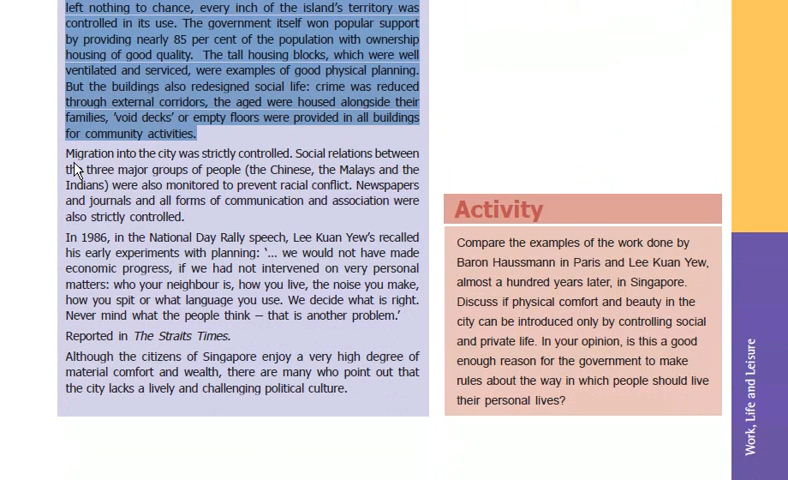 left nothing to chance, every inch of the island's territory was
controlled in its use. The government itself won popular support
by providing nearly 85 per cent of the population with ownership
housing of good quality. The tall housing blocks, which were well
ventilated and serviced, were examples of good physical planning.
But the buildings also redesigned social life: crime was reduced
through external corridors, the aged were housed alongside their
families, 'void decks' or empty floors were provided in all buildings
for community activities.
Migration into the city was strictly controlled. Social relations between
the three major groups of people (the Chinese, the Malays and the
Indians) were also monitored to prevent racial conflict. Newspapers
and journals and all forms of communication and association were
also strictly controlled.
In 1986, in the National Day Rally speech, Lee Kuan Yew's recalled
his early experiments with planning: '... we would not have made
economic progress, if we had not intervened on very personal
matters: who your neighbour is, how you live, the noise you make,
how you spit or what language you use. We decide what is right.
Never mind what the people think – that is another problem.'
Reported in The Straits Times.
Although the citizens of Singapore enjoy a very high degree of
material comfort and wealth, there are many who point out that
the city lacks a lively and challenging political culture.
Activity
Compare the examples of the work done by
Baron Haussmann in Paris and Lee Kuan Yew,
almost a hundred years later, in Singapore.
Discuss if physical comfort and beauty in the
city can be introduced only by controlling social
and private life. In your opinion, is this a good
enough reason for the government to make
rules about the way in which people should live
their personal lives?
Work, Life and Leisure